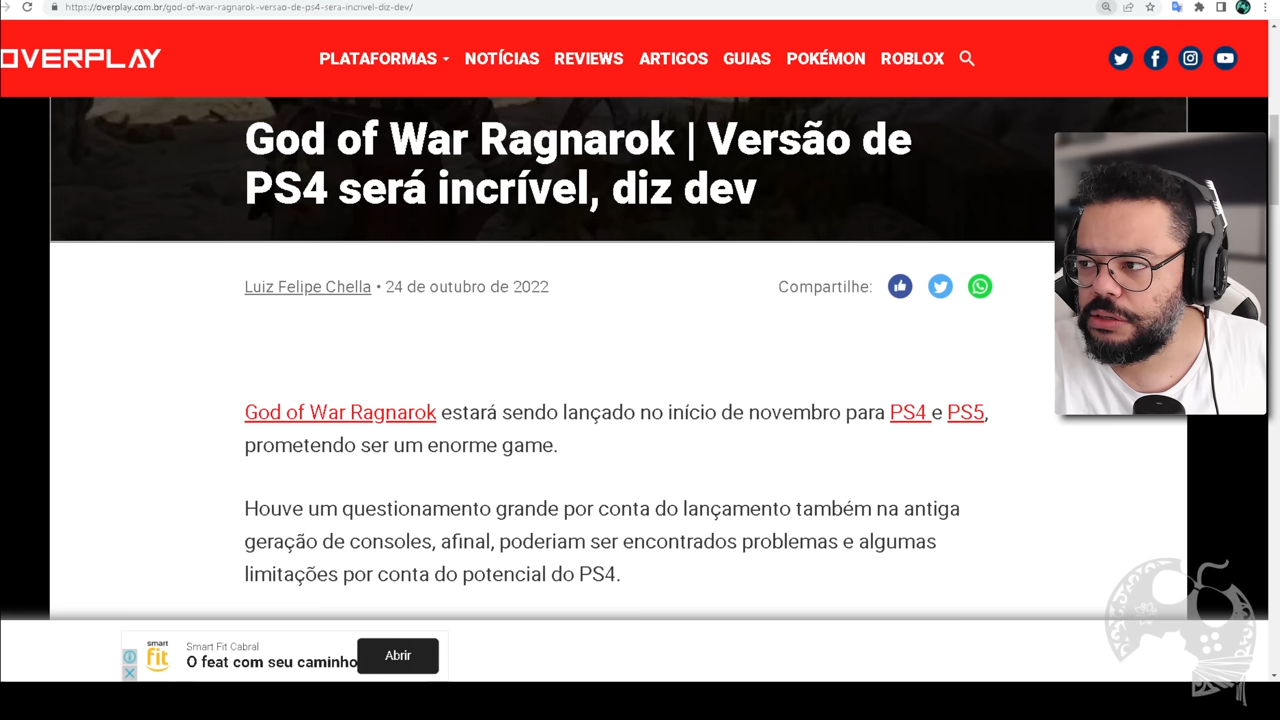 https://overplay.com.br/god-of-war-ragnarok-versao-de-ps4-sera-incrivel-diz-dev/
OVERPLAY
PLATAFORMAS NOTÍCIAS REVIEWS ARTIGOS GUIAS POKÉMON ROBLOX
God of War Ragnarok | Versão de
PS4 será incrível, diz dev
Luiz Felipe Chella • 24 de outubro de 2022
Compartilhe:
God of War Ragnarok estará sendo lançado no início de novembro para PS4 e PS5,
prometendo ser um enorme game.
Houve um questionamento grande por conta do lançamento também na antiga
geração de consoles, afinal, poderiam ser encontrados problemas e algumas
limitações por conta do potencial do PS4.
smart
fit
Smart Fit Cabral
O feat com seu caminho
Abrir